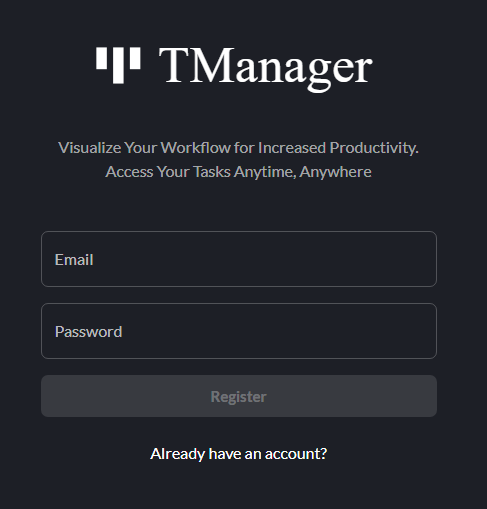 TManager
Visualize Your Workflow for Increased Productivity.
Access Your Tasks Anytime, Anywhere
Email
Password
Register
Already have an account?